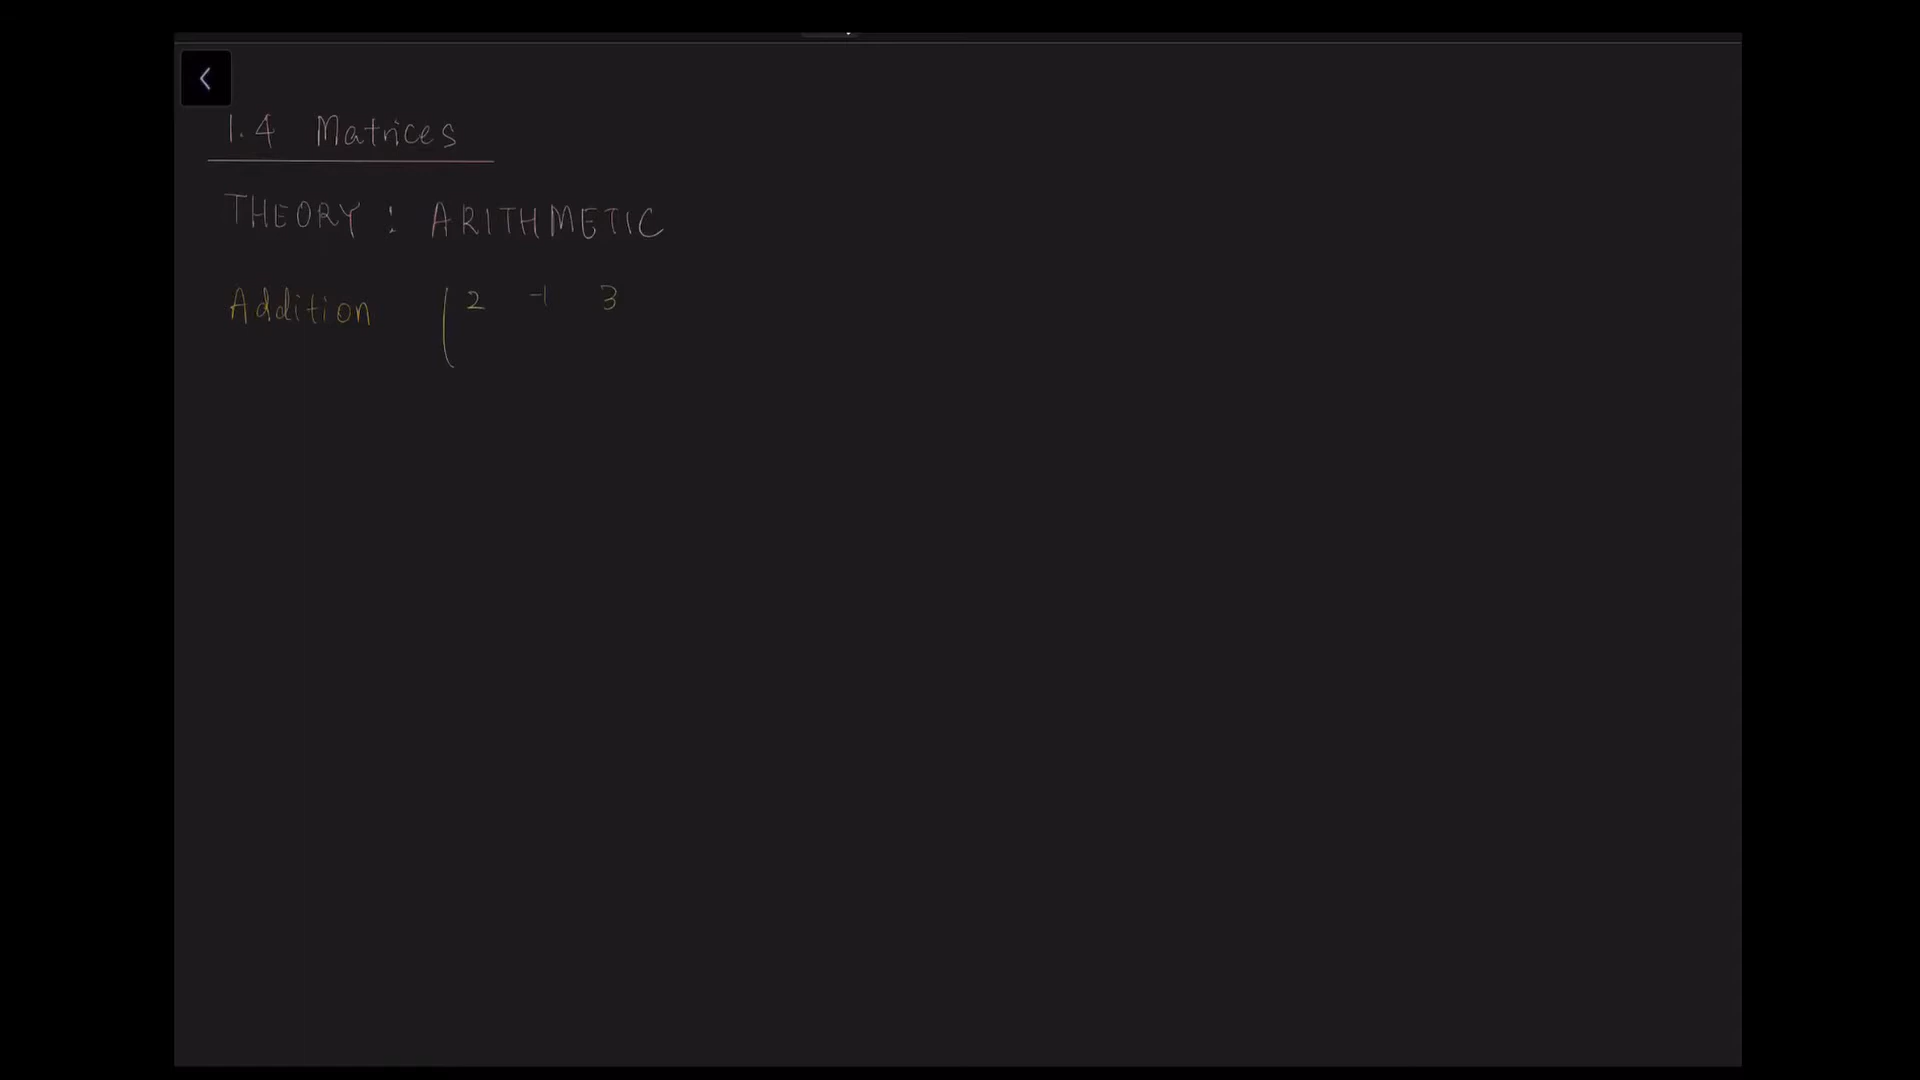 1.4 Matrices
THEORY : ARITHMETIC
Addition ( 2 -1 3